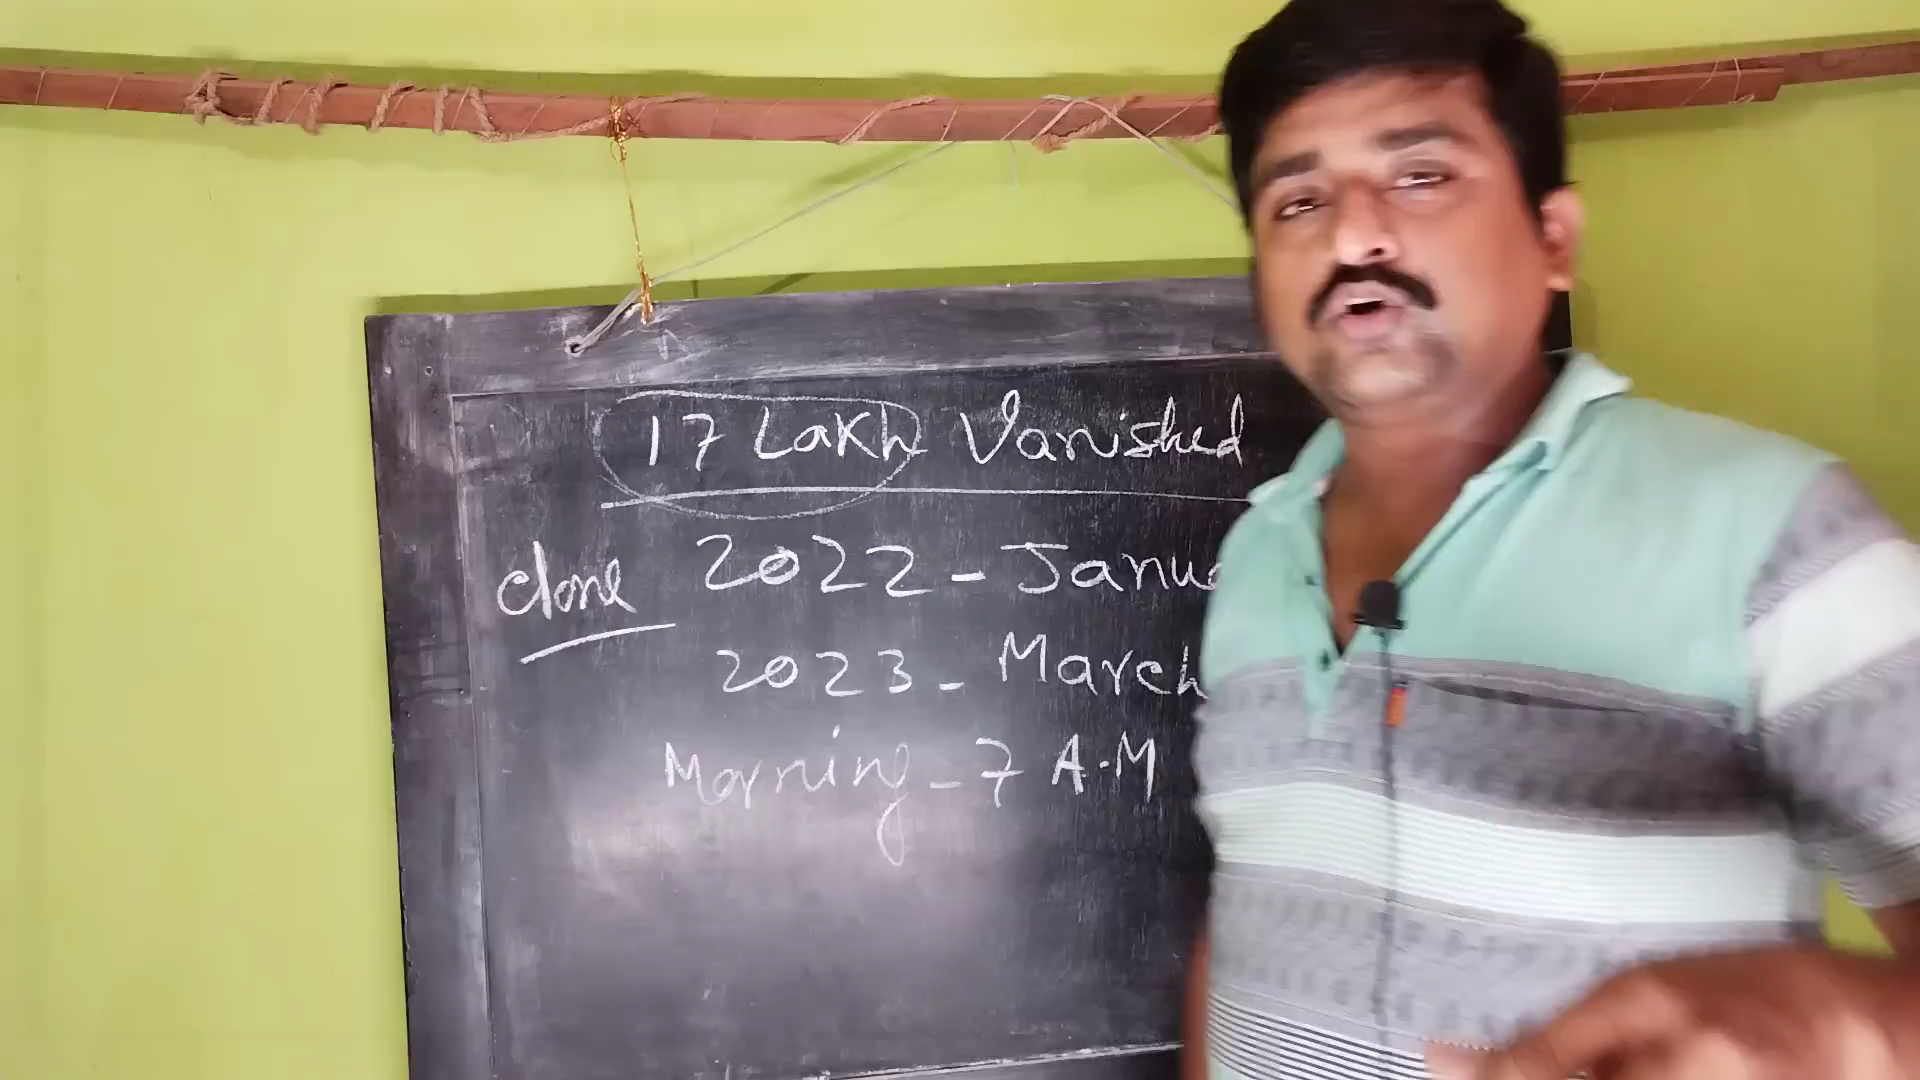 17 Lakh Vanished
clone 2022 - Janu
2023 - March
Morning - 7 A.M